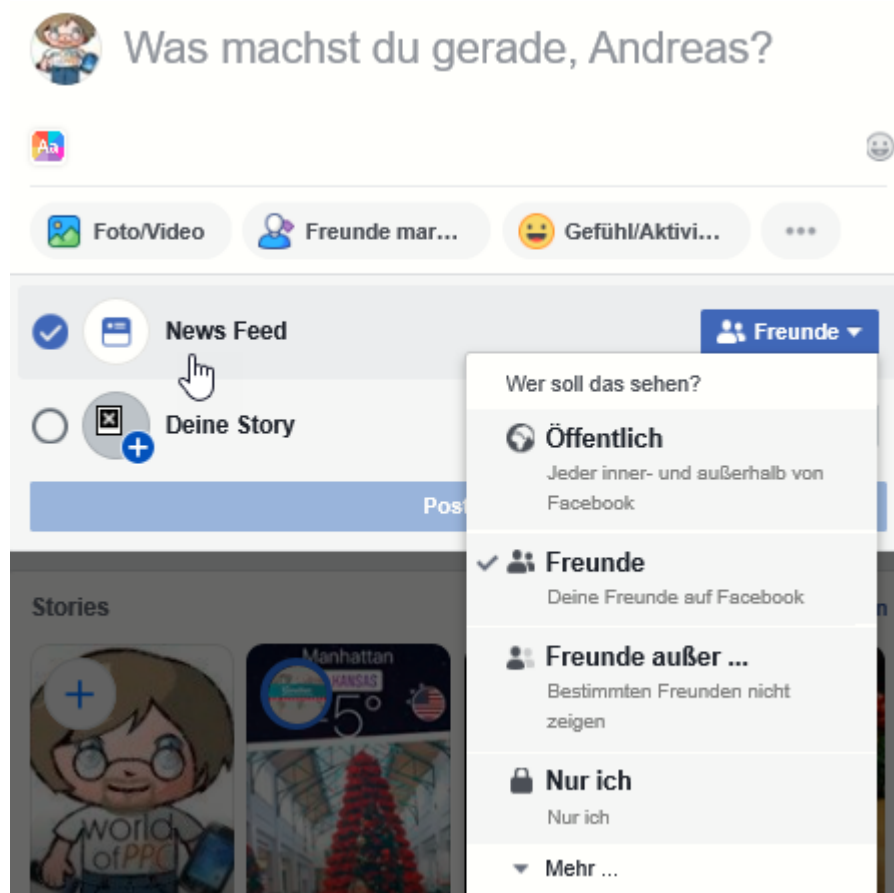 Was machst du gerade, Andreas?
Aa
Foto/Video
Freunde mar...
Gefühl/Aktivi...
News Feed
Freunde
Wer soll das sehen?
Deine Story
Öffentlich
Jeder inner- und außerhalb von
Facebook
Post
Freunde
Deine Freunde auf Facebook
Stories
Freunde außer ...
Bestimmten Freunden nicht
zeigen
Manhattan
KANSAS
-5°
Nur ich
Nur ich
world
of PPC
Mehr ...